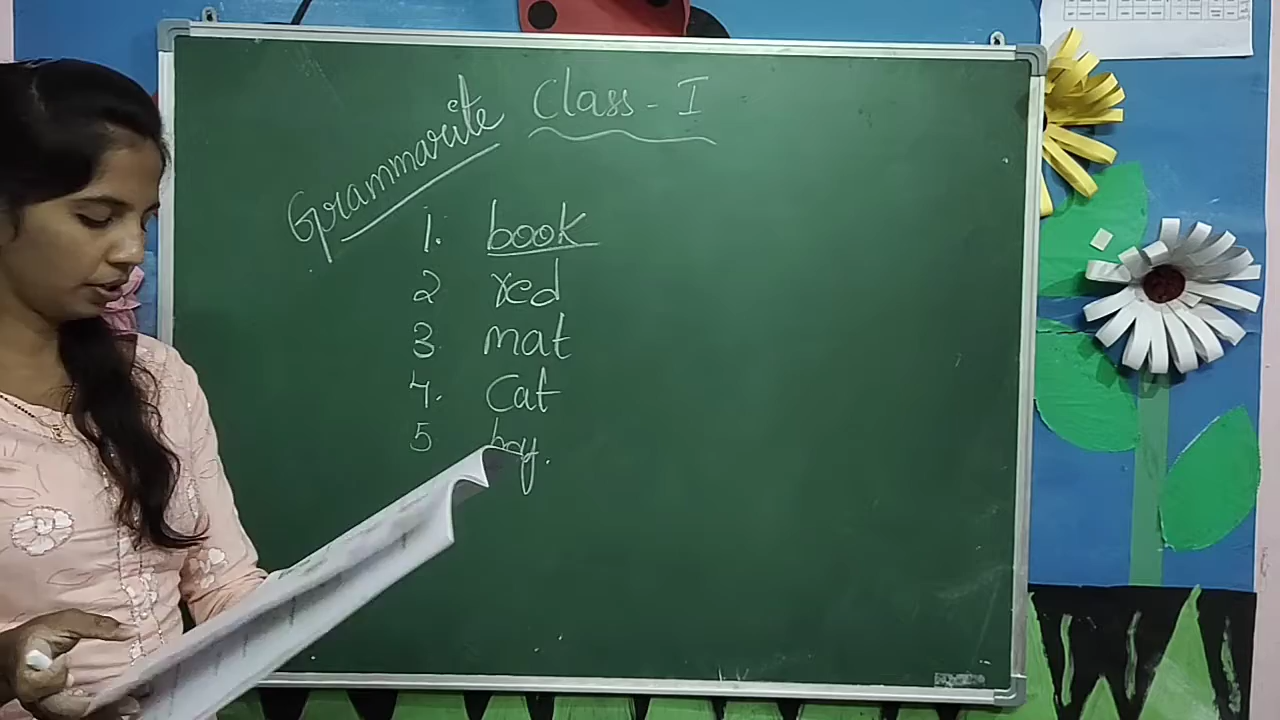 Class - I
Grammarite
1. book
2 red
3 mat
4. Cat
5 boy.